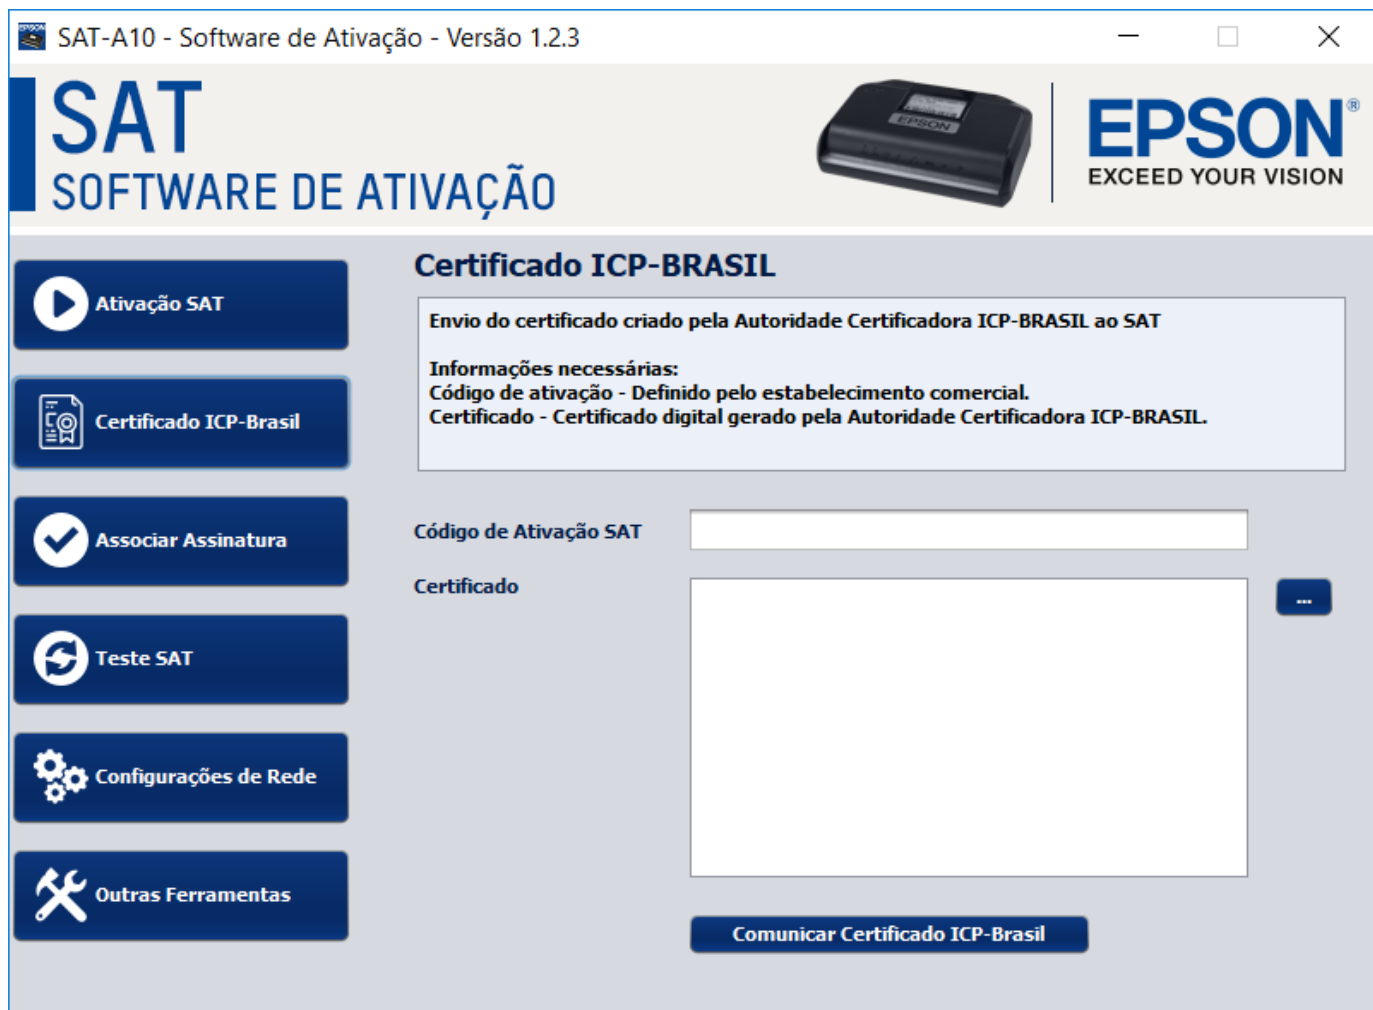 SAT-A10 - Software de Ativação - Versão 1.2.3
SAT
SOFTWARE DE ATIVAÇÃO
EPSON
EPSON®
EXCEED YOUR VISION
Ativação SAT
Certificado ICP-Brasil
Associar Assinatura
Teste SAT
Configurações de Rede
Outras Ferramentas
Certificado ICP-BRASIL
Envio do certificado criado pela Autoridade Certificadora ICP-BRASIL ao SAT
Informações necessárias:
Código de ativação - Definido pelo estabelecimento comercial.
Certificado - Certificado digital gerado pela Autoridade Certificadora ICP-BRASIL.
Código de Ativação SAT
Certificado
...
Comunicar Certificado ICP-Brasil